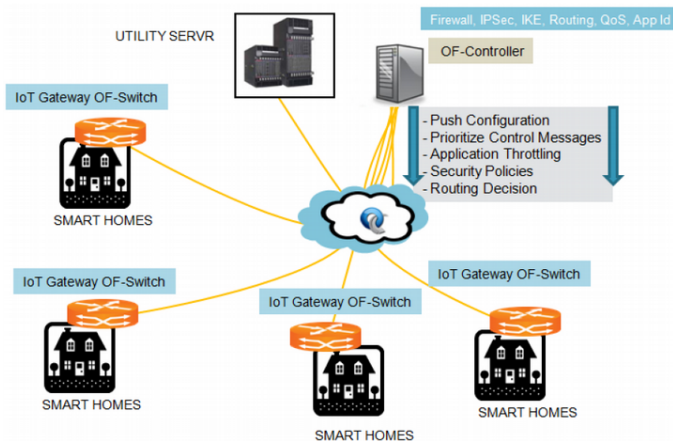 Firewall, IPSec, IKE, Routing, QoS, App Id
UTILITY SERVR
OF-Controller
IoT Gateway OF-Switch
- Push Configuration
- Prioritize Control Messages
- Application Throttling
- Security Policies
- Routing Decision
SMART HOMES
IoT Gateway OF-Switch
IoT Gateway OF-Switch
IoT Gateway OF-Switch
SMART HOMES
SMART HOMES
SMART HOMES